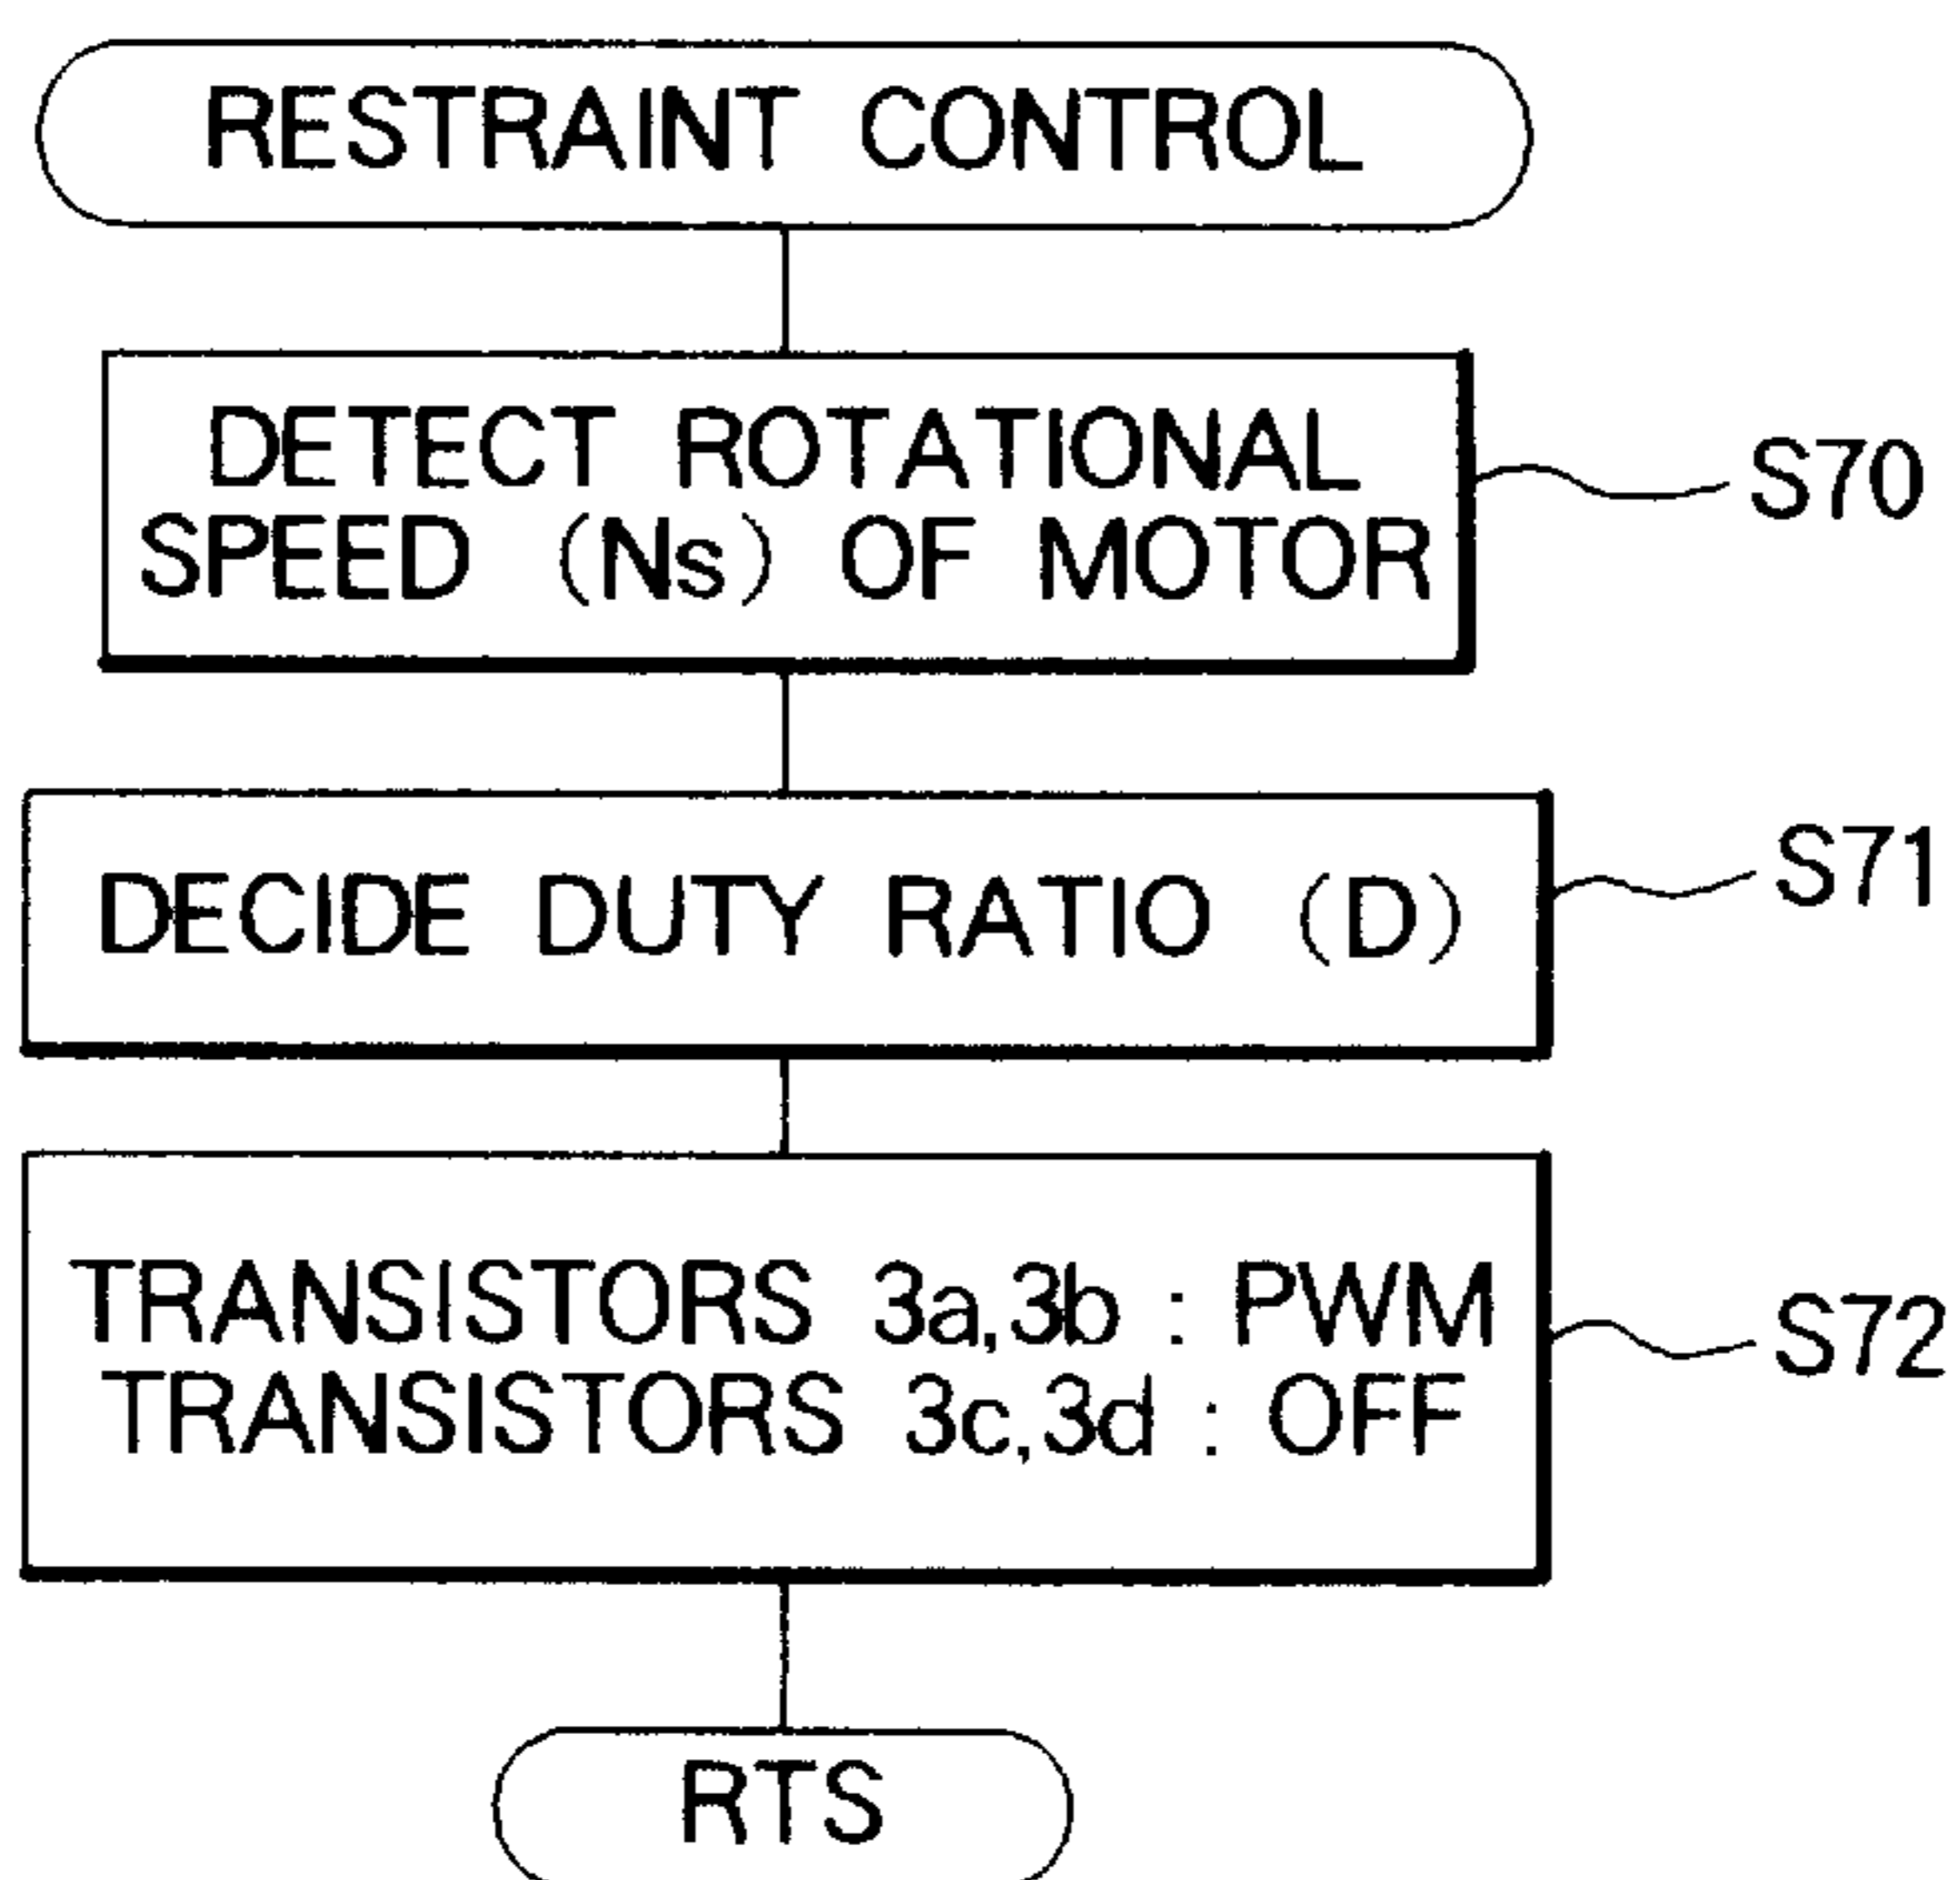 RESTRAINT CONTROL
DETECT ROTATIONAL
SPEED (Ns) OF MOTOR
S70
DECIDE DUTY RATIO (D)
S71
TRANSISTORS 3a,3b : PWM
TRANSISTORS 3c,3d : OFF
S72
RTS